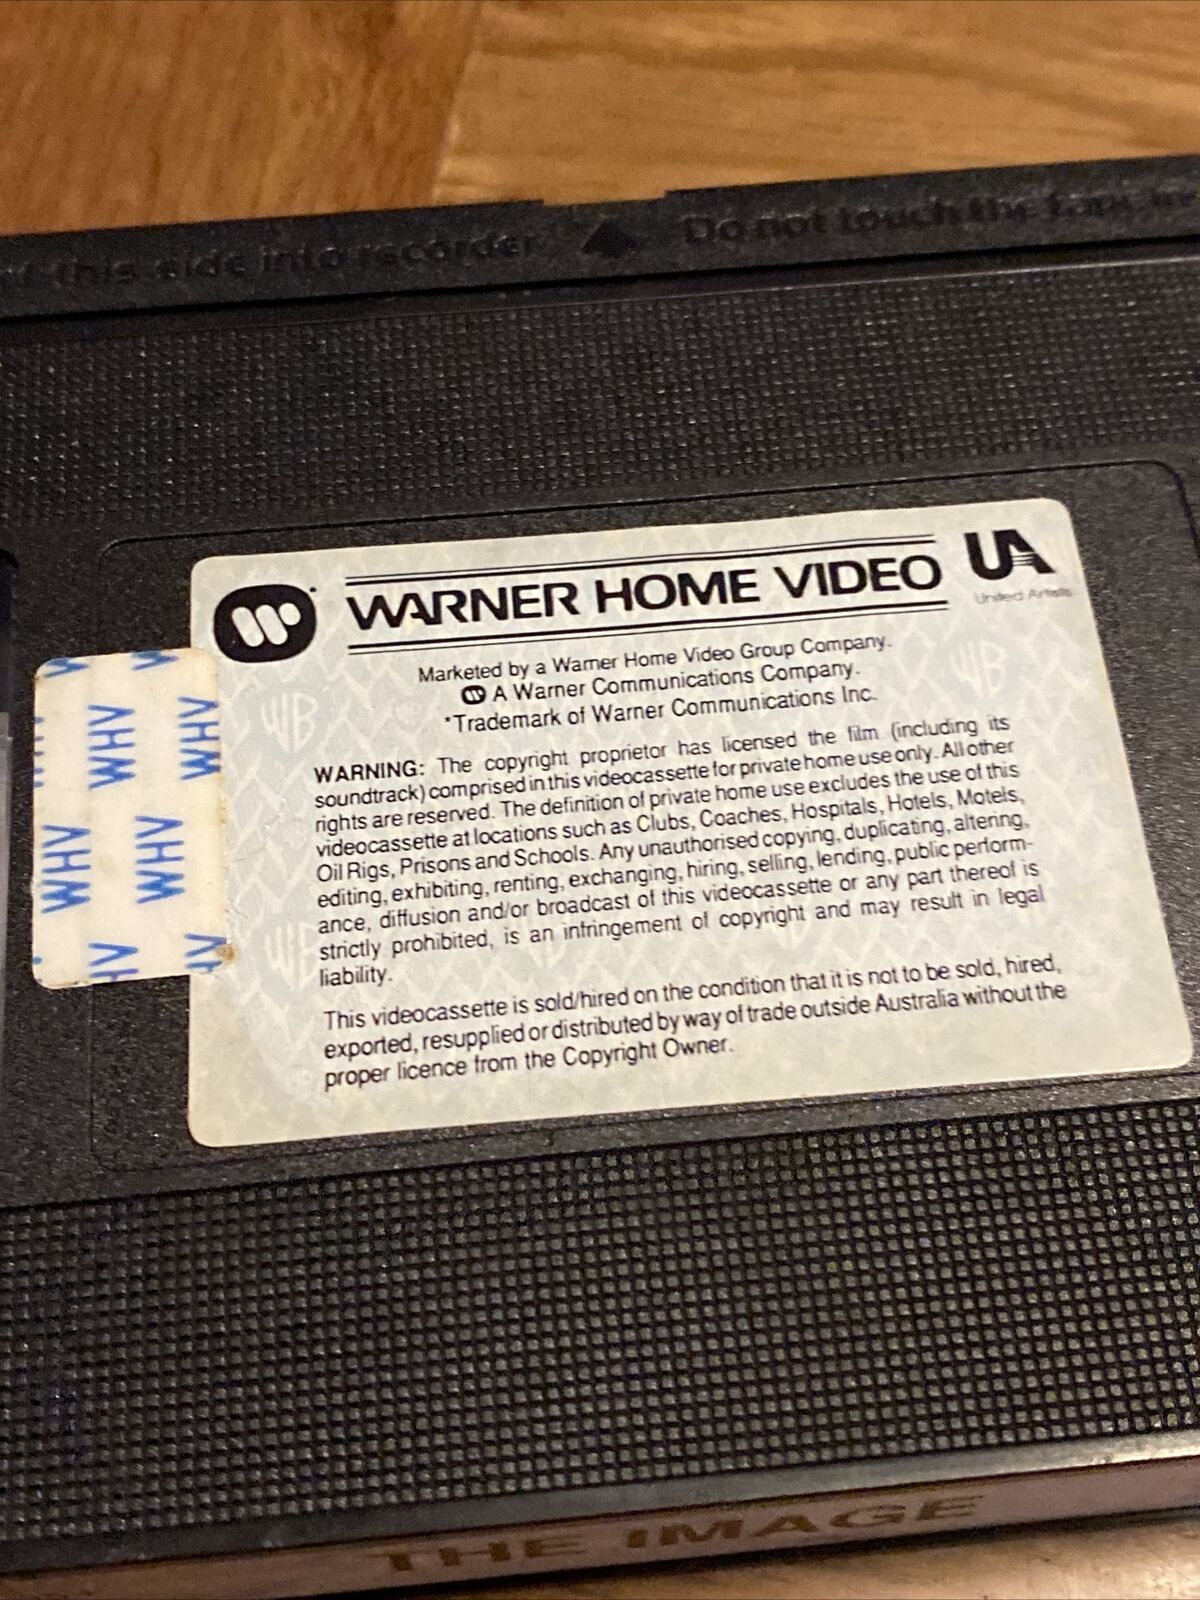 this side into recorder Do not touch the tape
WARNER HOME VIDEO UA
United Artists
Marketed by a Warner Home Video Group Company.
A Warner Communications Company.
*Trademark of Warner Communications Inc.
WARNING: The copyright proprietor has licensed the film (including its
soundtrack) comprised in this videocassette for private home use only. All other
rights are reserved. The definition of private home use excludes the use of this
videocassette at locations such as Clubs, Coaches, Hospitals, Hotels, Motels,
Oil Rigs, Prisons and Schools. Any unauthorised copying, duplicating, altering,
editing, exhibiting, renting, exchanging, hiring, selling, lending, public perform-
ance, diffusion and/or broadcast of this videocassette or any part thereof is
strictly prohibited, is an infringement of copyright and may result in legal
liability.
This videocassette is sold/hired on the condition that it is not to be sold, hired,
exported, resupplied or distributed by way of trade outside Australia without the
proper licence from the Copyright Owner.
WHV WHV
WHV WHV
WB WB
THE IMAGE